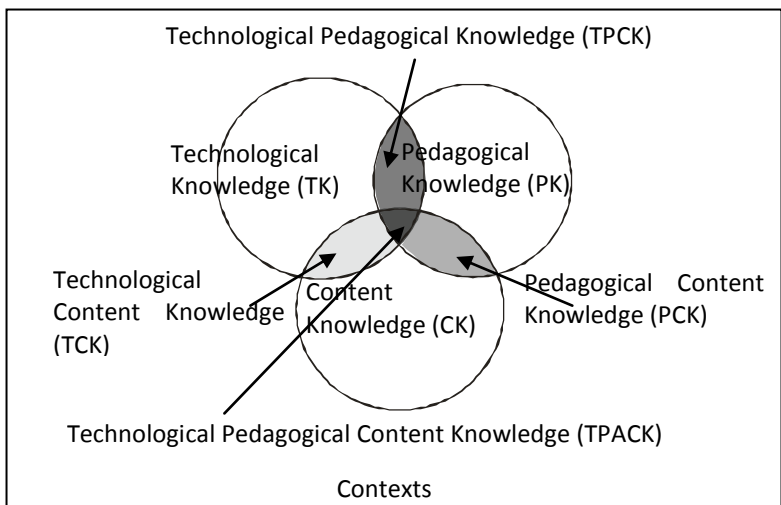 Technological Pedagogical Knowledge (TPCK)
Technological
Knowledge (TK)
Pedagogical
Knowledge (PK)
Technological
Content Knowledge
(TCK)
Content
Knowledge (CK)
Pedagogical Content
Knowledge (PCK)
Technological Pedagogical Content Knowledge (TPACK)
Contexts